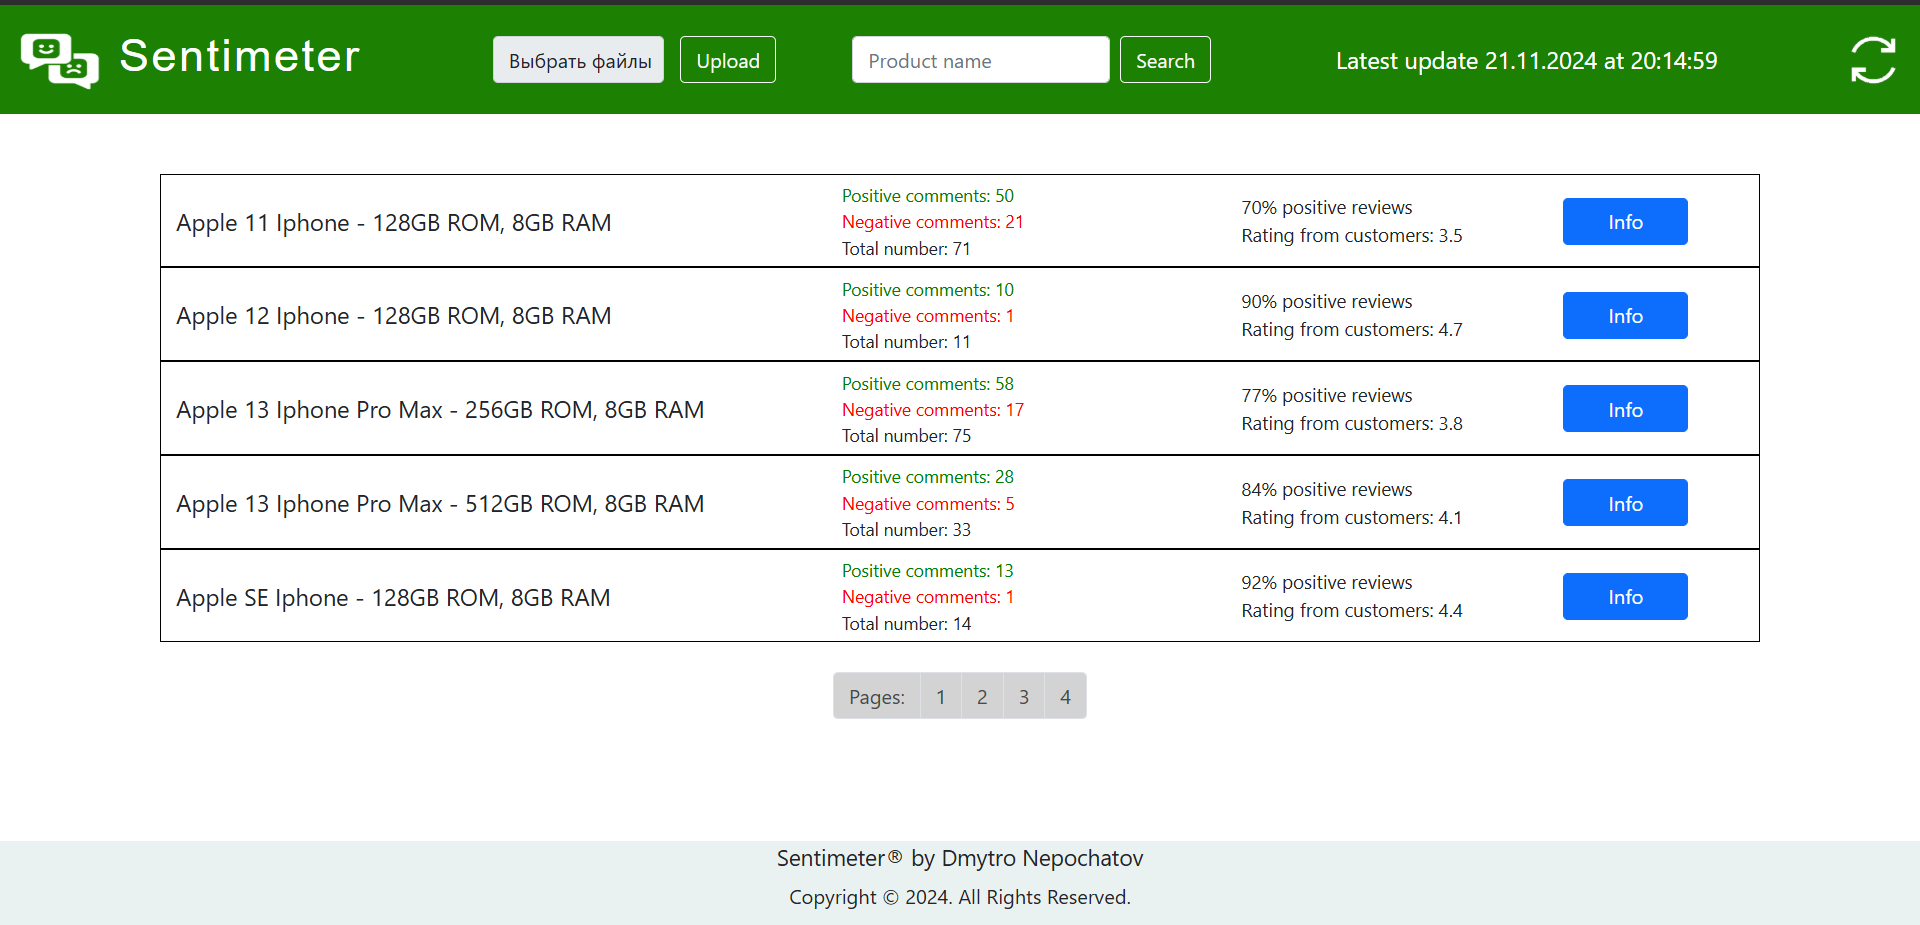 Sentimeter
Выбрать файлы
Upload
Product name
Search
Latest update 21.11.2024 at 20:14:59
Apple 11 Iphone - 128GB ROM, 8GB RAM
Positive comments: 50
Negative comments: 21
Total number: 71
70% positive reviews
Rating from customers: 3.5
Info
Apple 12 Iphone - 128GB ROM, 8GB RAM
Positive comments: 10
Negative comments: 1
Total number: 11
90% positive reviews
Rating from customers: 4.7
Info
Apple 13 Iphone Pro Max - 256GB ROM, 8GB RAM
Positive comments: 58
Negative comments: 17
Total number: 75
77% positive reviews
Rating from customers: 3.8
Info
Apple 13 Iphone Pro Max - 512GB ROM, 8GB RAM
Positive comments: 28
Negative comments: 5
Total number: 33
84% positive reviews
Rating from customers: 4.1
Info
Apple SE Iphone - 128GB ROM, 8GB RAM
Positive comments: 13
Negative comments: 1
Total number: 14
92% positive reviews
Rating from customers: 4.4
Info
Pages: 1 2 3 4
Sentimeter® by Dmytro Nepochatov
Copyright © 2024. All Rights Reserved.